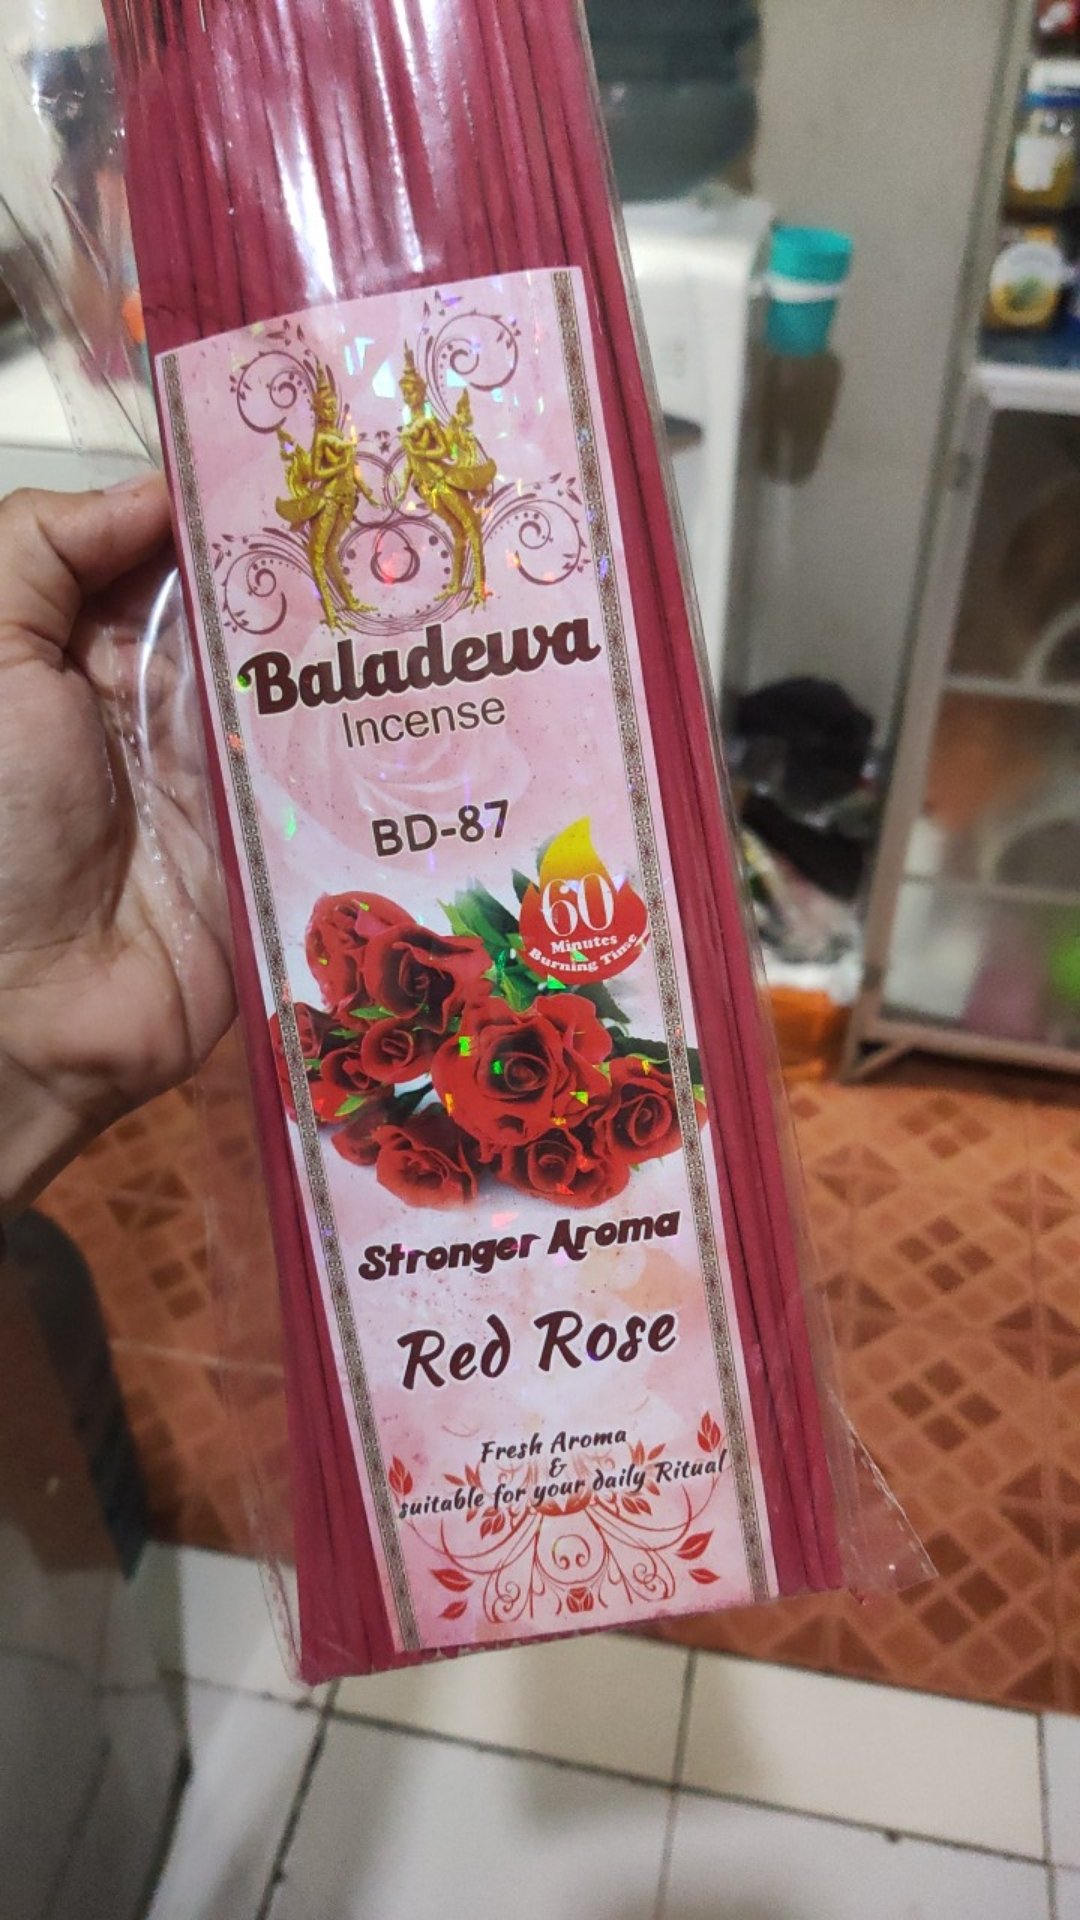 Baladewa
Incense
BD-87
60
Minutes
Burning Time
Stronger Aroma
Red Rose
Fresh Aroma
&
suitable for your daily Ritual